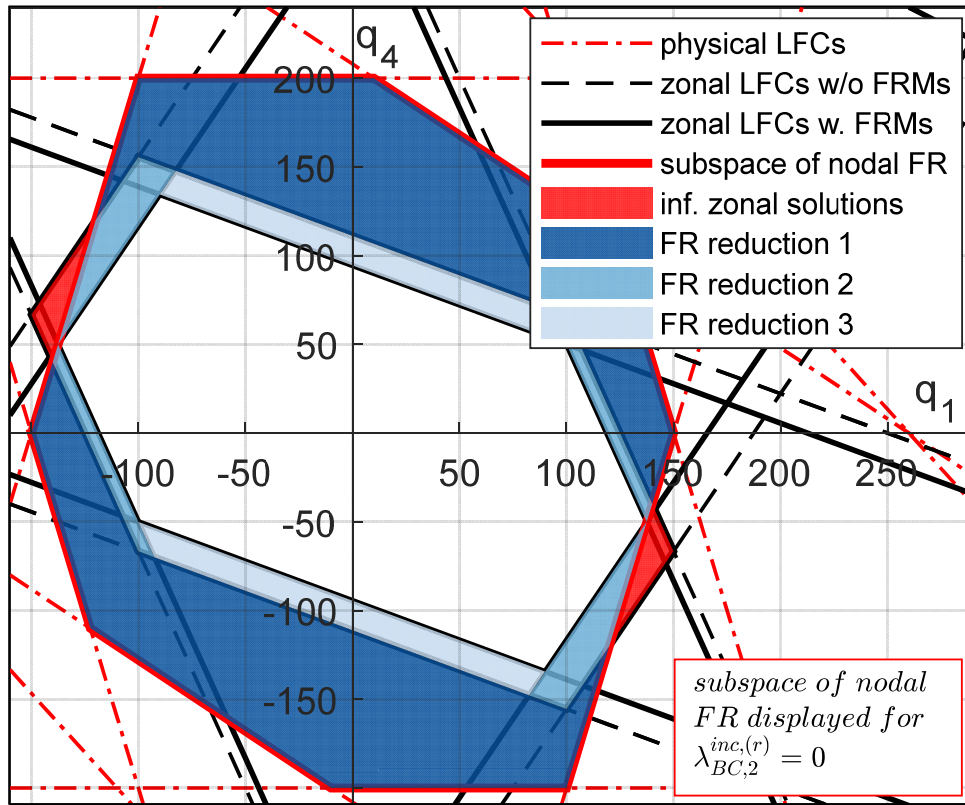 q4
physical LFCs
zonal LFCs w/o FRMs
zonal LFCs w. FRMs
subspace of nodal FR
inf. zonal solutions
FR reduction 1
FR reduction 2
FR reduction 3
200
150
100
50
q1
-100 -50 50 100 150 200 250
-50
-100
-150
subspace of nodal
FR displayed for
λ_{BC,2}^{inc,(r)} = 0